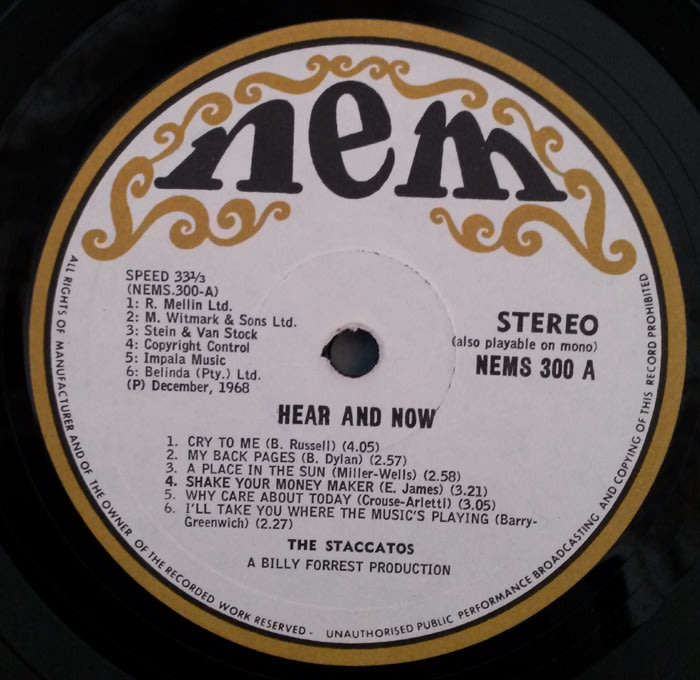 nem
SPEED 33⅓
(NEMS.300-A)
1: R. Mellin Ltd.
2: M. Witmark & Sons Ltd.
3: Stein & Van Stock
4: Copyright Control
5: Impala Music
6: Belinda (Pty.) Ltd.
(P) December, 1968
STEREO
(also playable on mono)
NEMS 300 A
HEAR AND NOW
1. CRY TO ME (B. Russell) (4.05)
2. MY BACK PAGES (B. Dylan) (2.57)
3. A PLACE IN THE SUN (Miller-Wells) (2.58)
4. SHAKE YOUR MONEY MAKER (E. James) (3.21)
5. WHY CARE ABOUT TODAY (Crouse-Arletti) (3.05)
6. I'LL TAKE YOU WHERE THE MUSIC'S PLAYING (Barry-
Greenwich) (2.27)
THE STACCATOS
A BILLY FORREST PRODUCTION
ALL RIGHTS OF MANUFACTURER AND OF THE OWNER OF THE RECORDED WORK RESERVED - UNAUTHORISED PUBLIC PERFORMANCE BROADCASTING AND COPYING OF THIS RECORD PROHIBITED